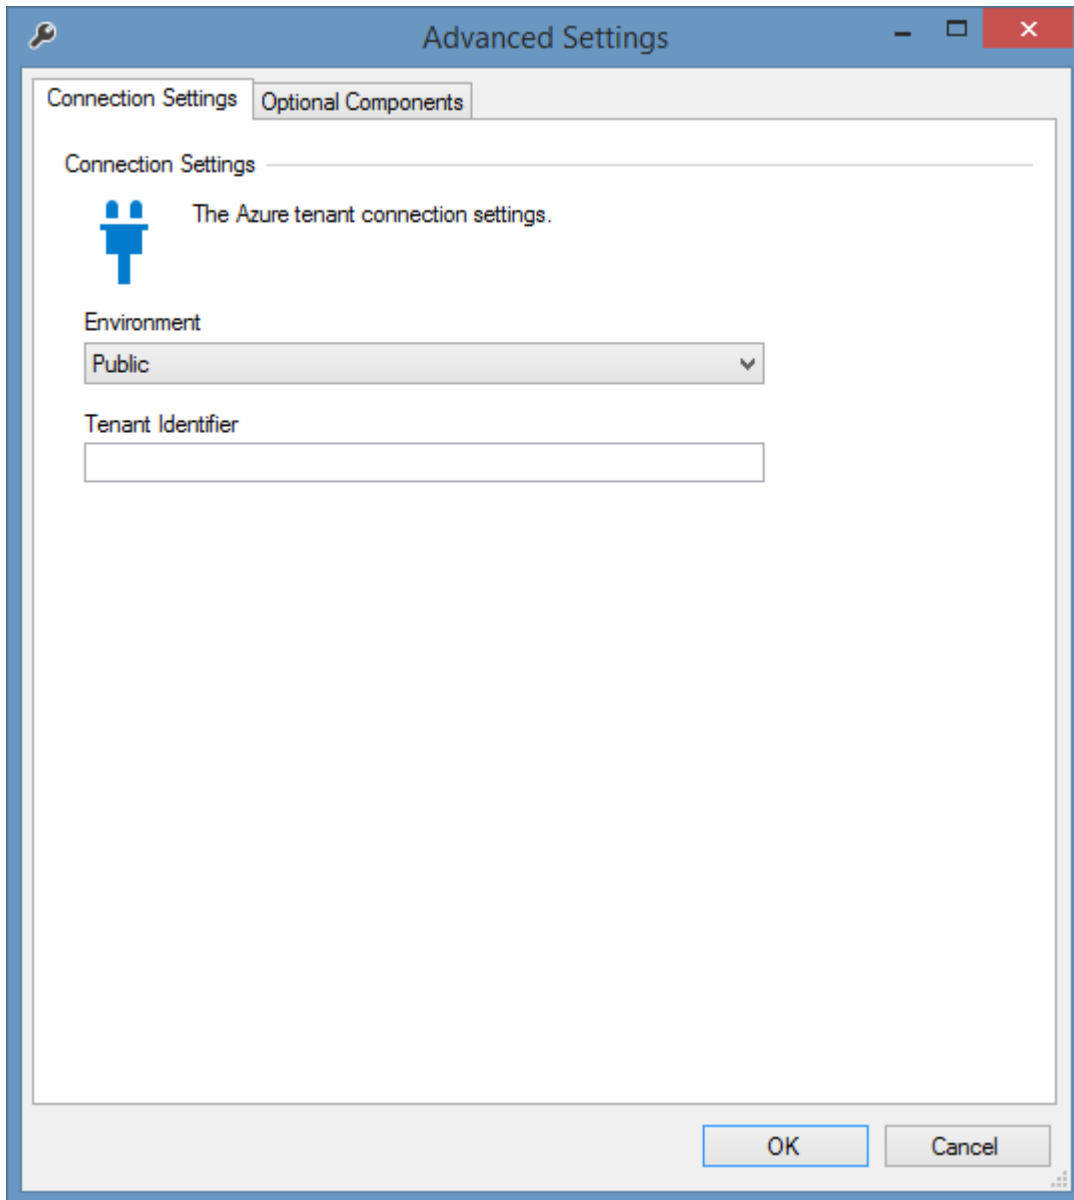 Advanced Settings
Connection Settings
Optional Components
Connection Settings
The Azure tenant connection settings.
Environment
Public
Tenant Identifier
OK
Cancel